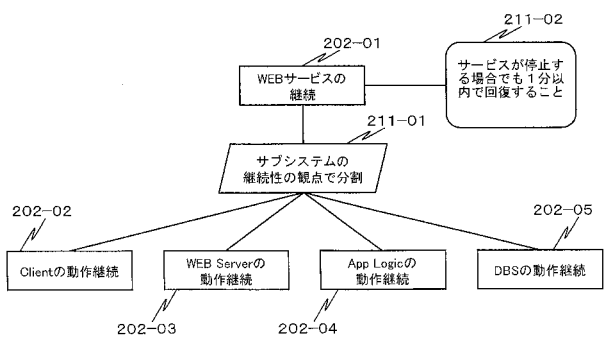 211-02
202-01
WEBサービスの
継続
サービスが停止す
る場合でも1分以
内で回復すること
211-01
サブシステムの
継続性の観点で分割
202-02
202-05
Clientの動作継続
WEB Serverの
動作継続
App Logicの
動作継続
DBSの動作継続
202-03
202-04